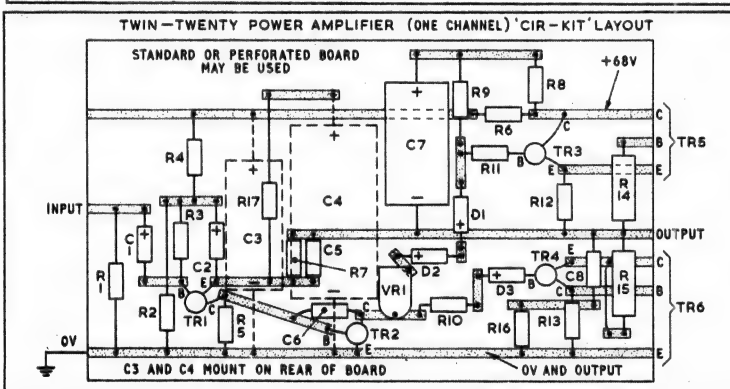 TWIN-TWENTY POWER AMPLIFIER (ONE CHANNEL) 'CIR-KIT' LAYOUT
STANDARD OR PERFORATED BOARD
MAY BE USED
+68V
R9
R8
R6
C
C
B
E
TR5
R4
C7
R11
B
TR3
E
R12
R14
INPUT
R3
R17
C3
C4
D1
C1
C2
C5
R7
OUTPUT
D2
TR4
E
C8
C
R1
R2
B
E
C
TR1
R5
C6
VR1
C
B
TR2
E
R10
D3
B
C
R15
B
TR6
R16
R13
0V
E
C3 AND C4 MOUNT ON REAR OF BOARD
0V AND OUTPUT